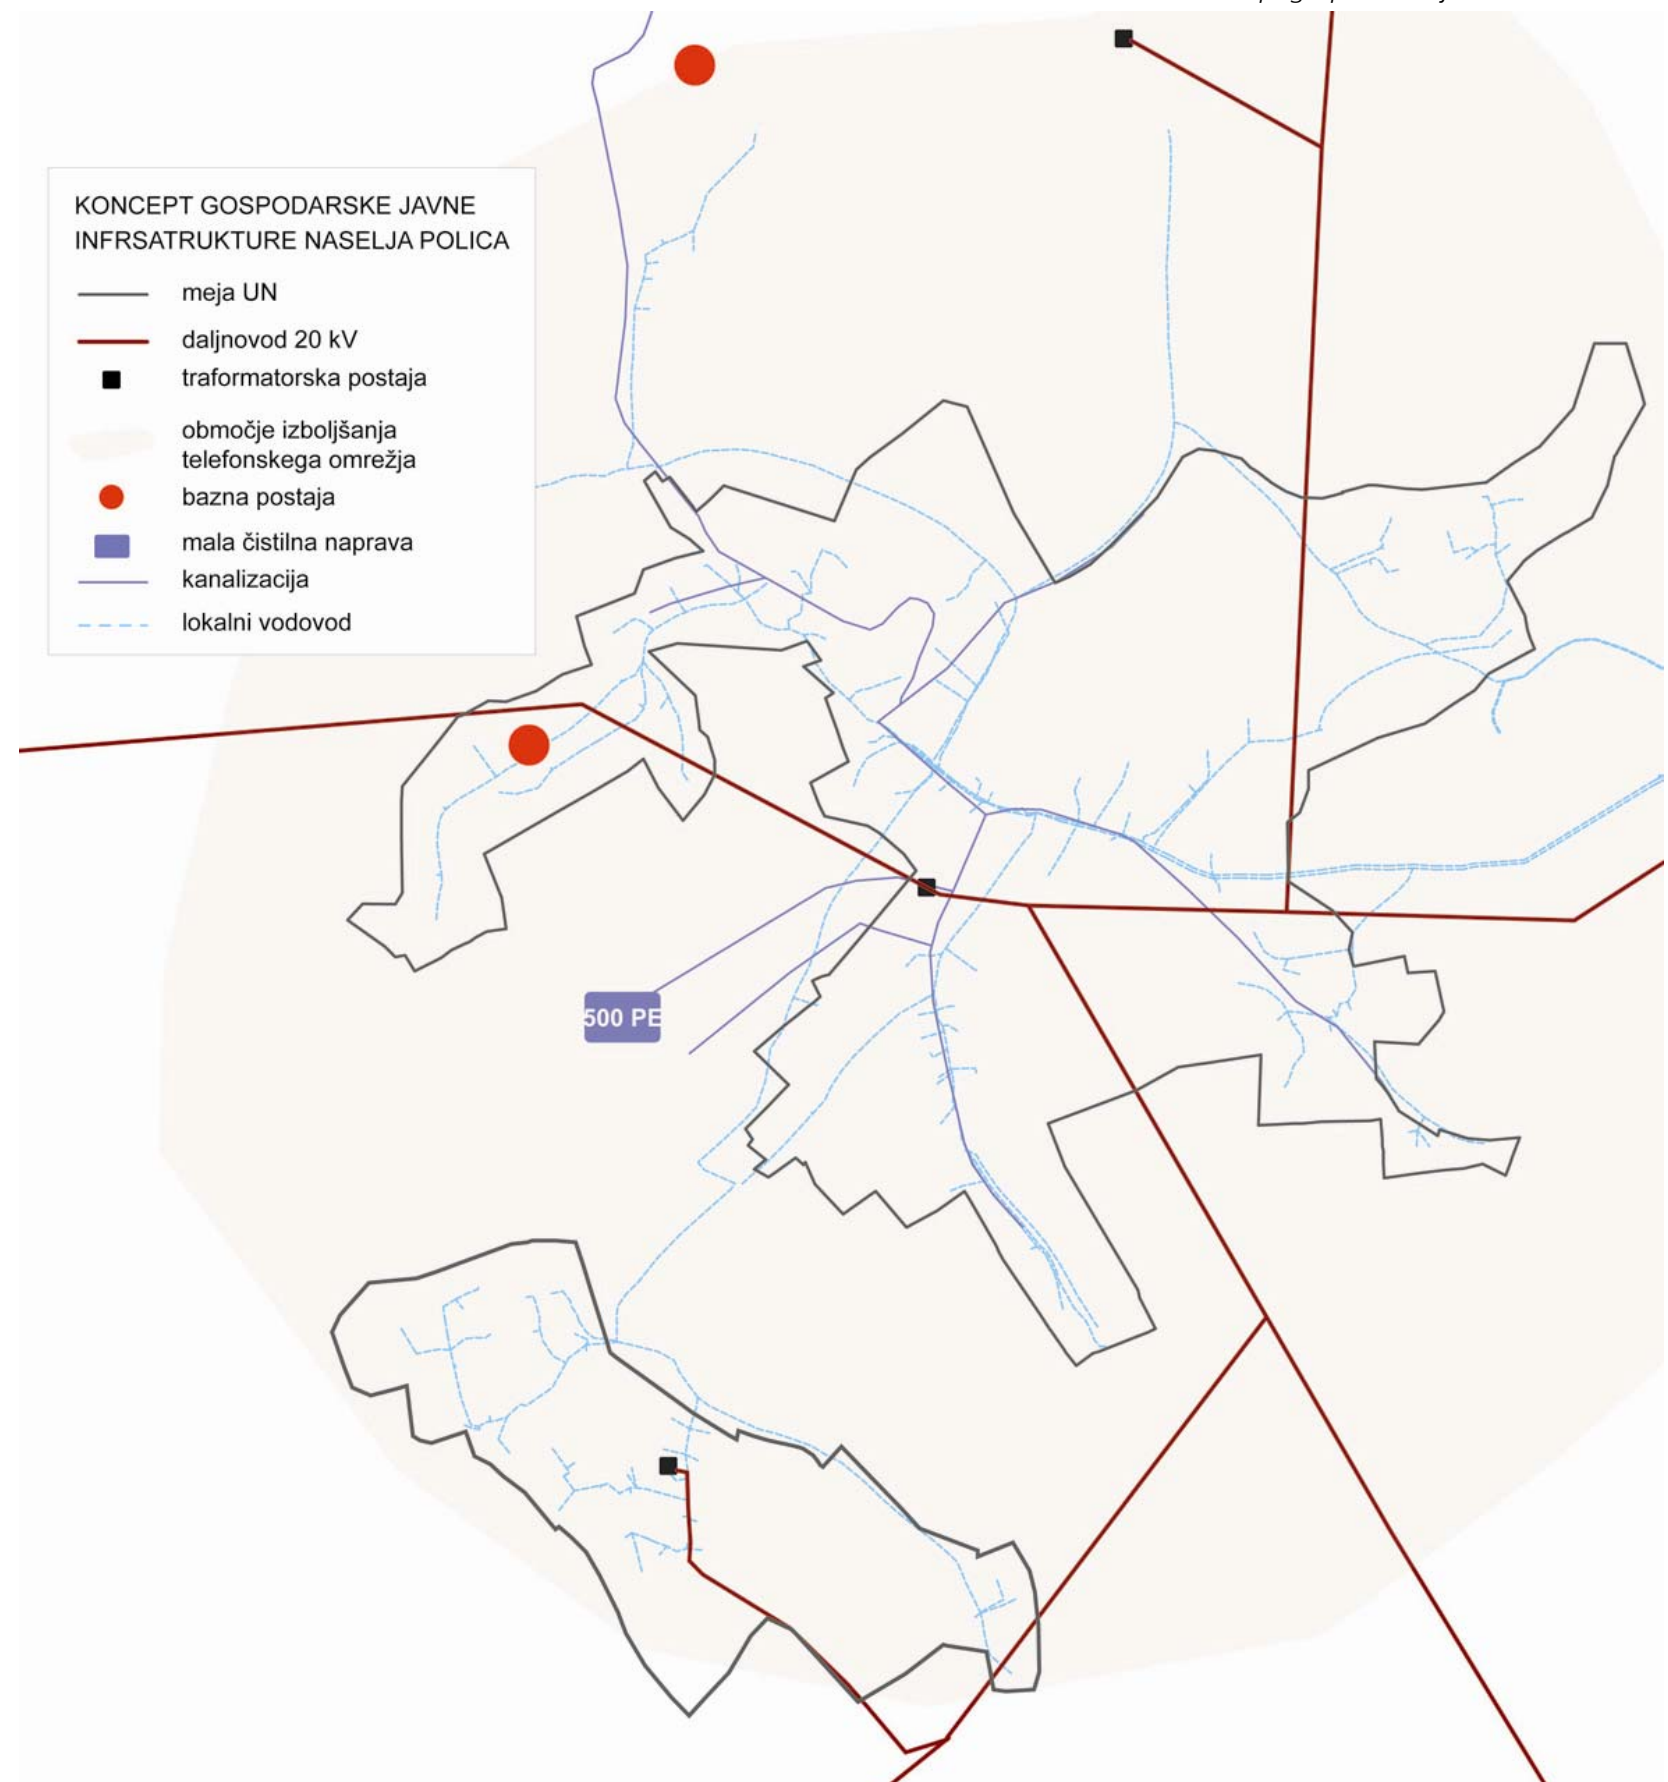 KONCEPT GOSPODARSKE JAVNE
INFRSATRUKTURE NASELJA POLICA
meja UN
daljnovod 20 kV
traformatorska postaja
območje izboljšanja
telefonskega omrežja
bazna postaja
mala čistilna naprava
kanalizacija
lokalni vodovod
500 PE